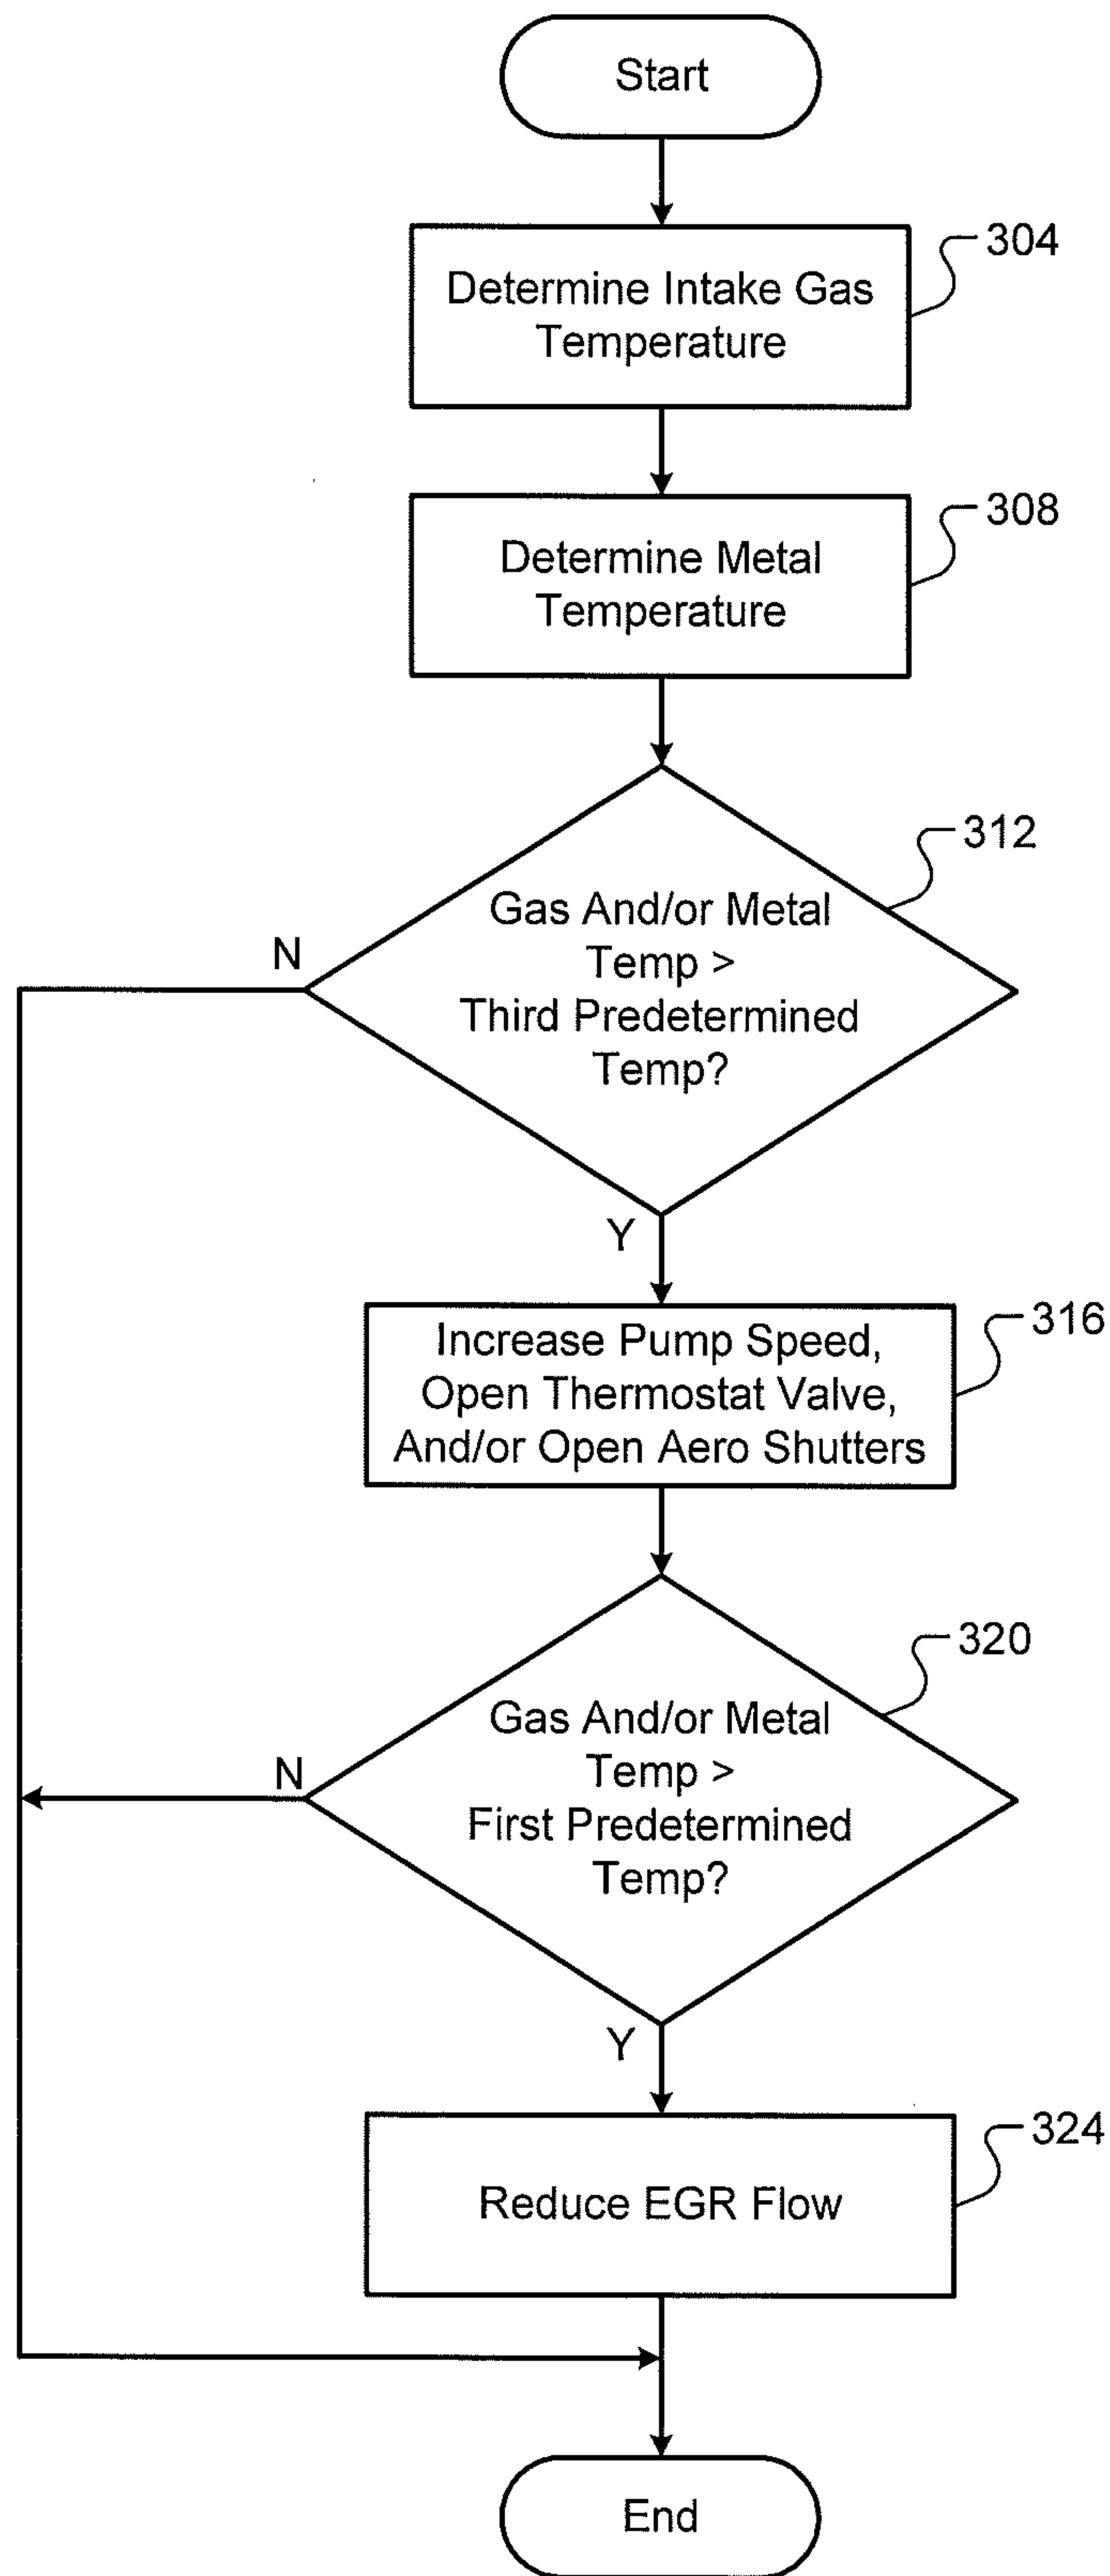 Start
304
Determine Intake Gas
Temperature
308
Determine Metal
Temperature
312
Gas And/or Metal
Temp >
Third Predetermined
Temp?
N
Y
316
Increase Pump Speed,
Open Thermostat Valve,
And/or Open Aero Shutters
320
Gas And/or Metal
Temp >
First Predetermined
Temp?
N
Y
324
Reduce EGR Flow
End